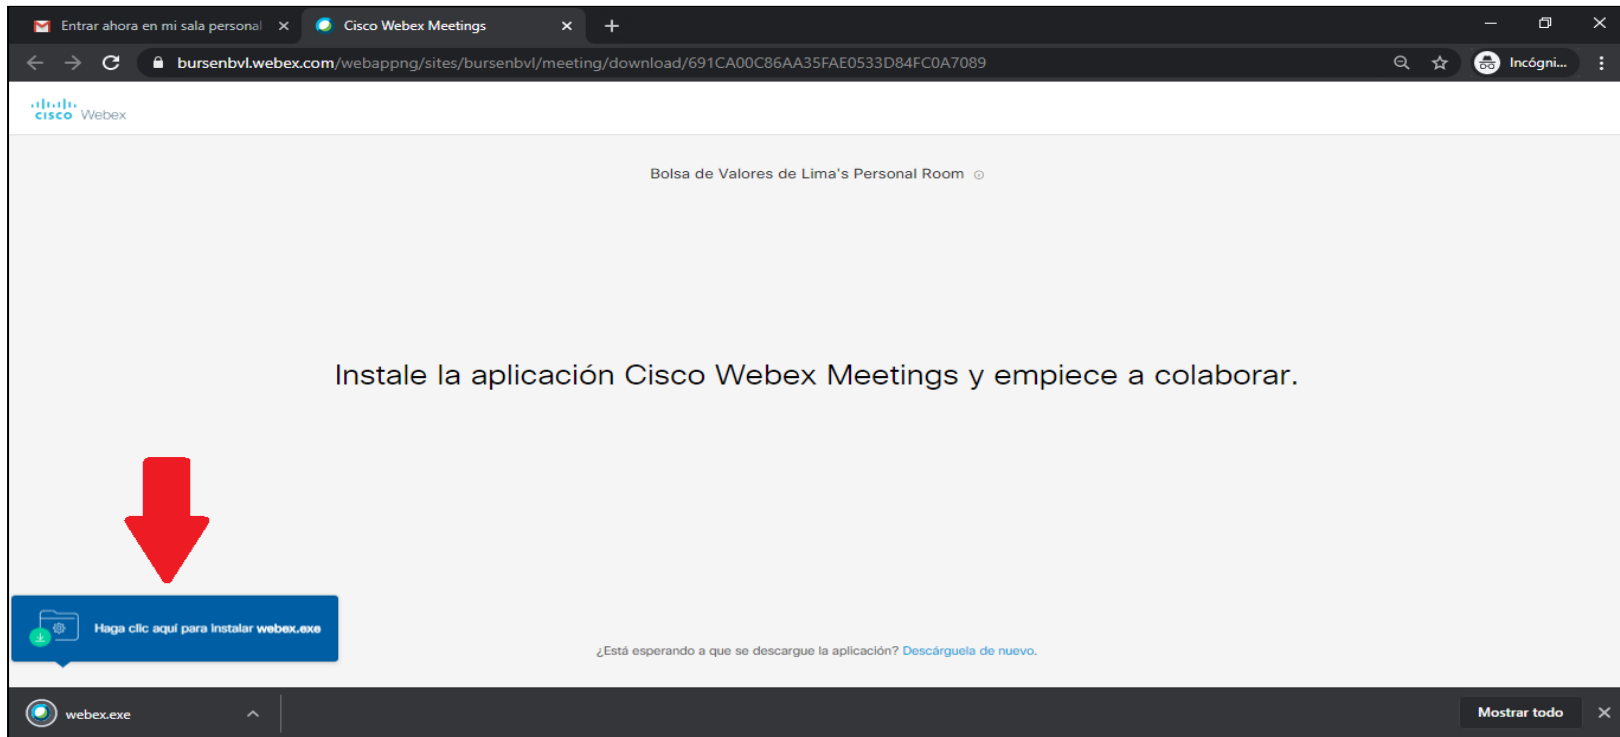 Entrar ahora en mi sala personal
Cisco Webex Meetings
bursenbvl.webex.com/webappng/sites/bursenbvl/meeting/download/691CA00C86AA35FAE0533D84FC0A7089
Incógni...
cisco Webex
Bolsa de Valores de Lima's Personal Room
Instale la aplicación Cisco Webex Meetings y empiece a colaborar.
Haga clic aquí para instalar webex.exe
¿Está esperando a que se descargue la aplicación? Descárguela de nuevo.
webex.exe
Mostrar todo